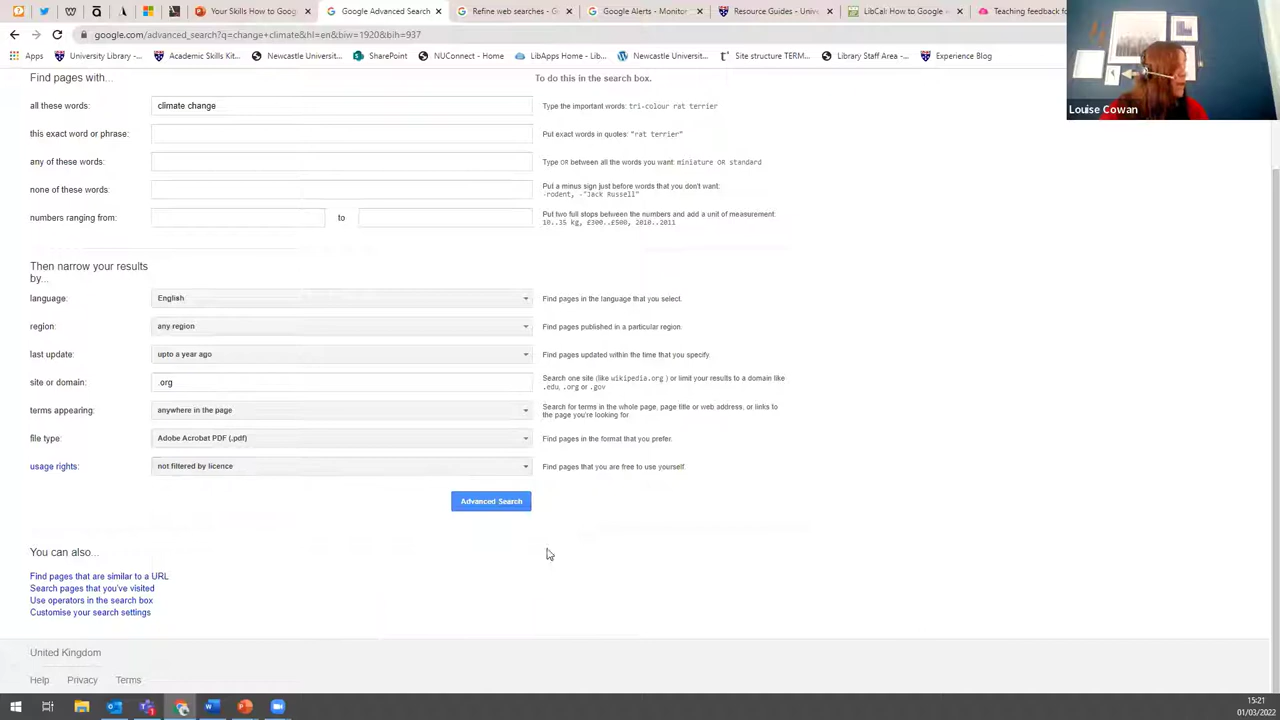 Your Skills How to Goo
Google Advanced Search
Refine web searches - G
Google Alerts - Monitor
Resource Guides - Univer
LibCal! How to Google «
Teaching feedback fo
google.com/advanced_search?q=change+climate&hl=en&biw=1080&bih=937
Apps
University Library -...
Academic Skills Kit...
Newcastle Universit...
SharePoint
NUConnect
LibApps Home - Lib...
Newcastle Universit...
Site structure TERM...
Library Staff Area -...
Experience Blog
Louise Cowan
Find pages with...
To do this in the search box.
all these words:
climate change
Type the important words: tri-colour rat terrier
this exact word or phrase:
Put exact words in quotes: "rat terrier"
any of these words:
Type OR between all the words you want: miniature OR standard
none of these words:
Put a minus sign just before words that you don't want:
-rodent, -"Jack Russell"
numbers ranging from:
to
Put two full stops between the numbers and add a unit of measurement:
10..35 kg, £300..£500, 2010..2011
Then narrow your results
by...
language:
English
Find pages in the language that you select.
region:
any region
Find pages published in a particular region.
last update:
upto a year ago
Find pages updated within the time that you specify.
site or domain:
.org
Search one site (like wikipedia.org ) or limit your results to a domain like
.edu, .org or .gov
terms appearing:
anywhere in the page
Search for terms in the whole page, page title or web address, or links to
the page you're looking for.
file type:
Adobe Acrobat PDF (.pdf)
Find pages in the format that you prefer.
usage rights:
not filtered by licence
Find pages that you are free to use yourself.
Advanced Search
You can also...
Find pages that are similar to a URL
Search pages that you've visited
Use operators in the search box
Customise your search settings
United Kingdom
Help
Privacy
Terms
15:21
01/03/2022